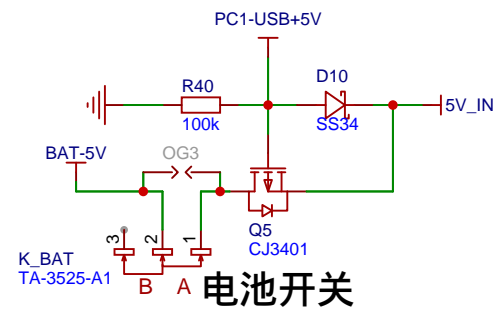 PC1-USB+5V
R40
100k
D10
SS34
5V_IN
BAT-5V
OG3
Q5
CJ3401
3
2
1
K_BAT
TA-3525-A1
B
A
电池开关